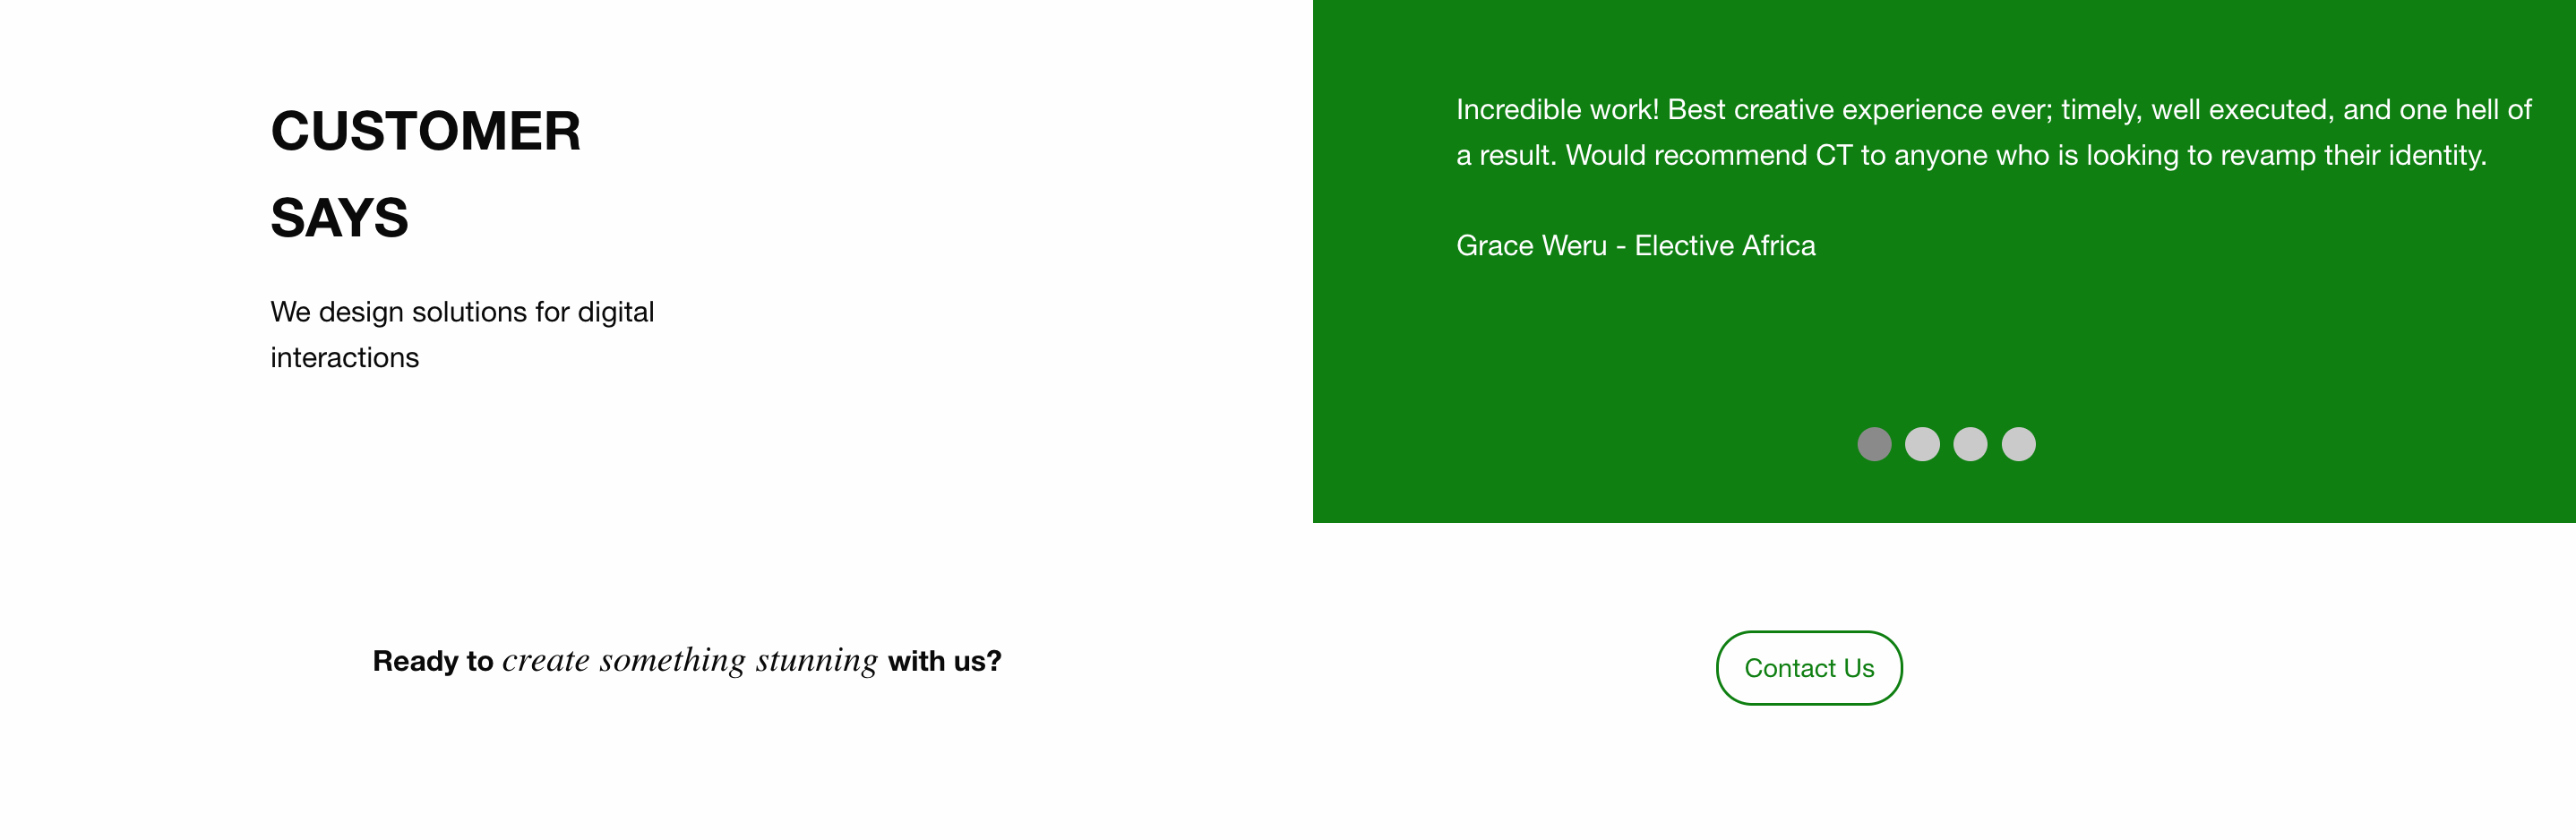 CUSTOMER
SAYS
We design solutions for digital
interactions
Incredible work! Best creative experience ever; timely, well executed, and one hell of
a result. Would recommend CT to anyone who is looking to revamp their identity.
Grace Weru - Elective Africa
Ready to create something stunning with us?
Contact Us